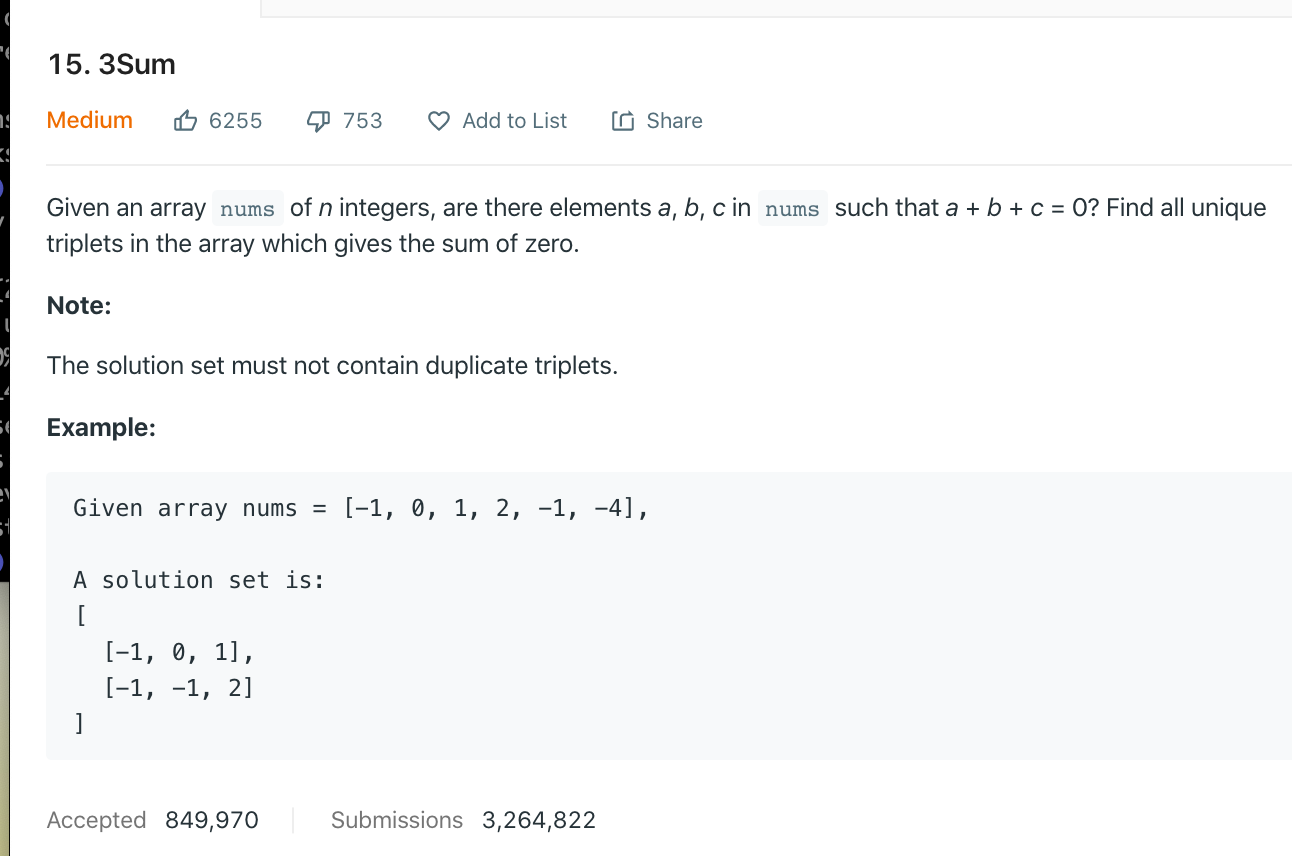 15. 3Sum
Medium 6255 753 Add to List Share
Given an array nums of n integers, are there elements a, b, c in nums such that a + b + c = 0? Find all unique
triplets in the array which gives the sum of zero.
Note:
The solution set must not contain duplicate triplets.
Example:
Given array nums = [-1, 0, 1, 2, -1, -4],
A solution set is:
[
[-1, 0, 1],
[-1, -1, 2]
]
Accepted 849,970 Submissions 3,264,822